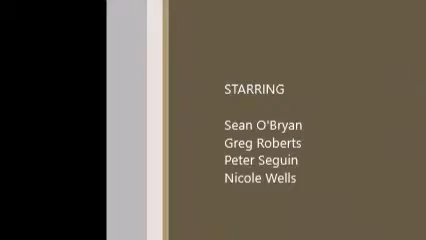 STARRING
Sean O'Bryan
Greg Roberts
Peter Seguin
Nicole Wells